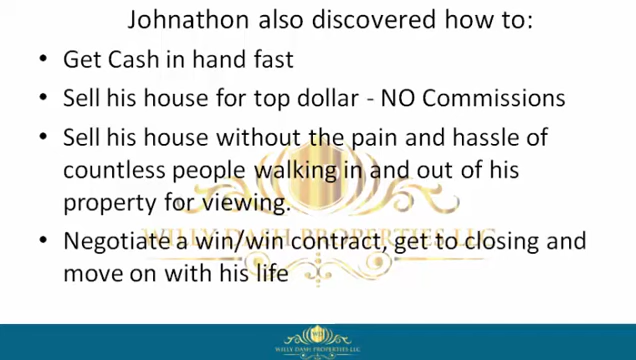 Johnathon also discovered how to:
• Get Cash in hand fast
• Sell his house for top dollar - NO Commissions
• Sell his house without the pain and hassle of
countless people walking in and out of his
property for viewing.
WILLY DASH PROPERTIES LLC
• Negotiate a win/win contract, get to closing and
move on with his life
WILLY DASH PROPERTIES LLC